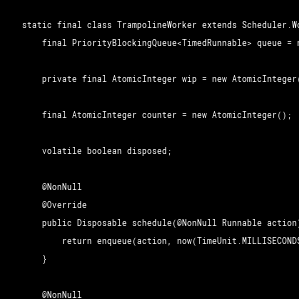 static final class TrampolineWorker extends Scheduler.
final PriorityBlockingQueue<TimedRunnable> queue =
private final AtomicInteger wip = new AtomicInteger(
final AtomicInteger counter = new AtomicInteger();
volatile boolean disposed;
@NonNull
@Override
public Disposable schedule(@NonNull Runnable action
return enqueue(action, now(TimeUnit.MILLISECONDS
}
@NonNull